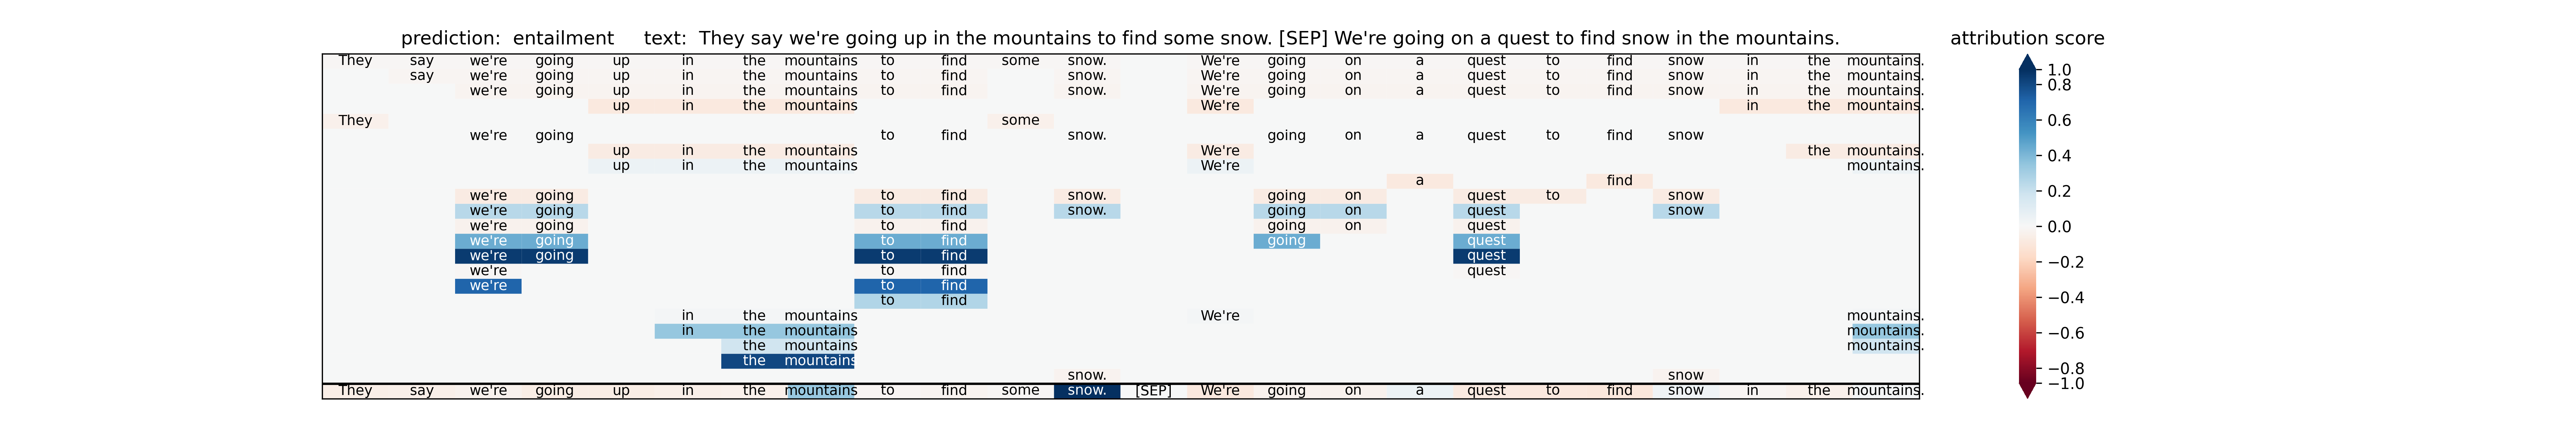 prediction: entailment text: They say we're going up in the mountains to find some snow. [SEP] We're going on a quest to find snow in the mountains. attribution score
They say we're going up in the mountains to find some snow. We're going on a quest to find snow in the mountains.
say we're going up in the mountains to find snow. We're going on a quest to find snow in the mountains.
we're going up in the mountains to find snow. We're going on a quest to find snow in the mountains.
up in the mountains We're in the mountains.
They some
we're going to find snow. going on a quest to find snow
up in the mountains We're the mountains.
up in the mountains We're mountains.
a find
we're going to find snow. going on quest to snow
we're going to find snow. going on quest snow
we're going to find going on quest
we're going to find going quest
we're going to find quest
we're to find quest
we're to find
to find
in the mountains We're mountains.
in the mountains mountains.
the mountains mountains.
the mountains
snow. snow
They say we're going up in the mountains to find some snow. [SEP] We're going on a quest to find snow in the mountains.
1.0
0.8
0.6
0.4
0.2
0.0
−0.2
−0.4
−0.6
−0.8
−1.0